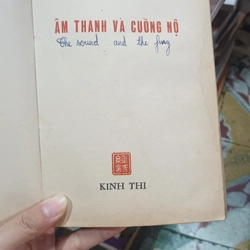 ÂM THANH VÀ CUỒNG NỘ
The sound and the fury
KINH THI